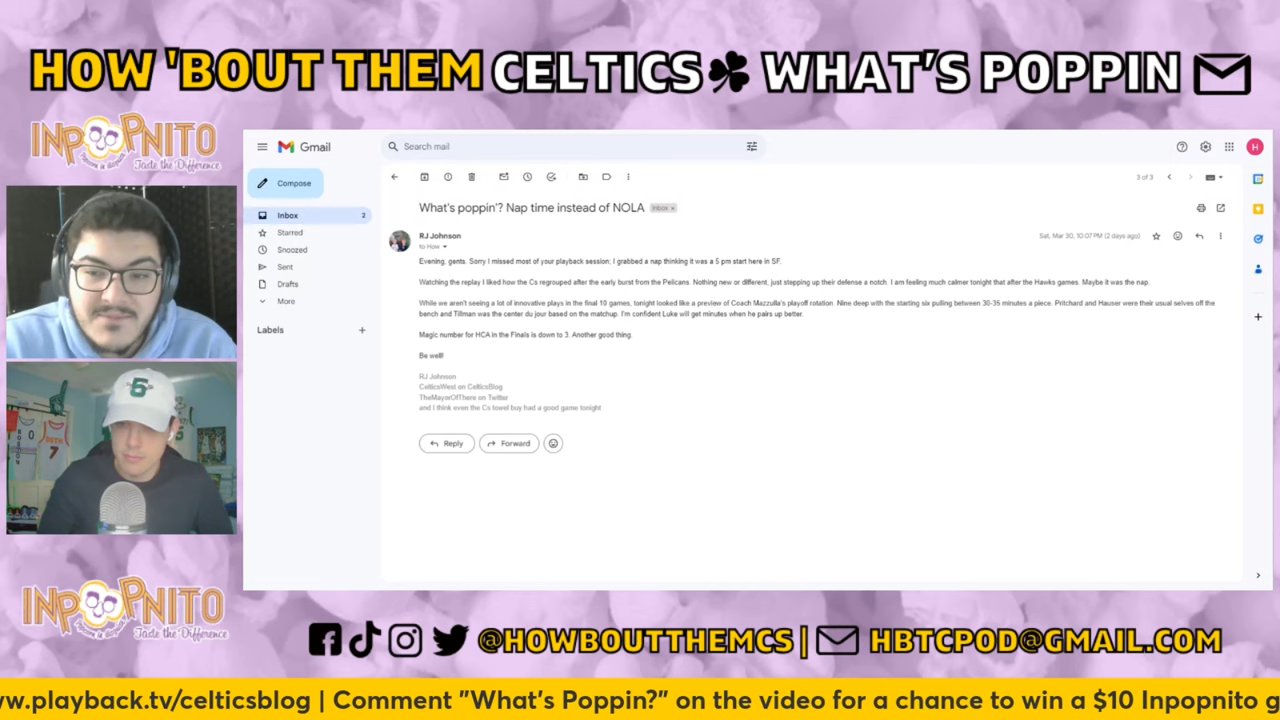 HOW 'BOUT THEM CELTICS WHAT'S POPPIN
INPOPNITO
Taste the Difference
Gmail
Search mail
H
Compose
3 of 3
Inbox 2
Starred
Snoozed
Sent
Drafts
More
Labels
What's poppin'? Nap time instead of NOLA Inbox x
RJ Johnson
to How
Sat, Mar 30, 10:07 PM (2 days ago)
Evening, gents. Sorry I missed most of your playback session; I grabbed a nap thinking it was a 5 pm start here in SF.
Watching the replay I liked how the Cs regrouped after the early burst from the Pelicans. Nothing new or different, just stepping up their defense a notch. I am feeling much calmer tonight that after the Hawks games. Maybe it was the nap.
While we aren't seeing a lot of innovative plays in the final 10 games, tonight looked like a preview of Coach Mazzulla's playoff rotation. Nine deep with the starting six pulling between 30-35 minutes a piece. Pritchard and Hauser were their usual selves off the
bench and Tillman was the center du jour based on the matchup. I'm confident Luke will get minutes when he pairs up better.
Magic number for HCA in the Finals is down to 3. Another good thing.
Be well!
RJ Johnson
CelticsWest on CelticsBlog
TheMayorOfThere on Twitter
and I think even the Cs towel boy had a good game tonight
Reply
Forward
6
0
7
INPOPNITO
Taste the Difference
@HOWBOUTTHEMCS | HBTCPOD@GMAIL.COM
ww.playback.tv/celticsblog | Comment "What's Poppin?" on the video for a chance to win a $10 Inpopnito g